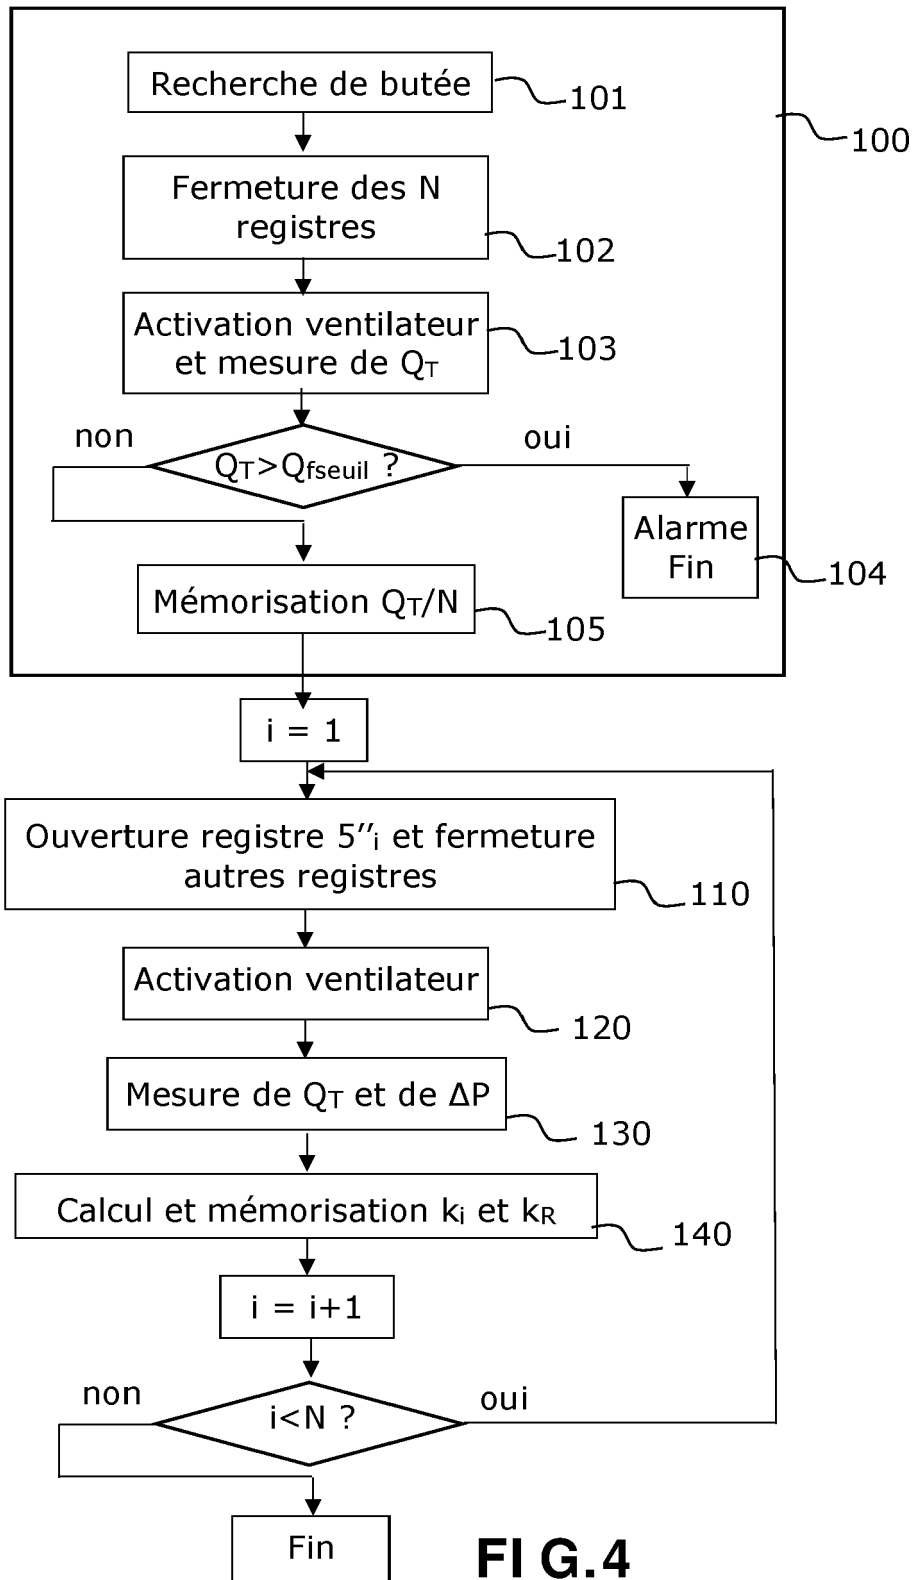 Recherche de butée
101
100
Fermeture des N
registres
102
Activation ventilateur
et mesure de QT
103
non
oui
QT>Qfseuil ?
Alarme
Fin
104
Mémorisation QT/N
105
i = 1
Ouverture registre 5″i et fermeture
autres registres
110
Activation ventilateur
120
Mesure de QT et de ΔP
130
Calcul et mémorisation ki et kR
140
i = i+1
non
oui
i<N ?
Fin
FIG.4